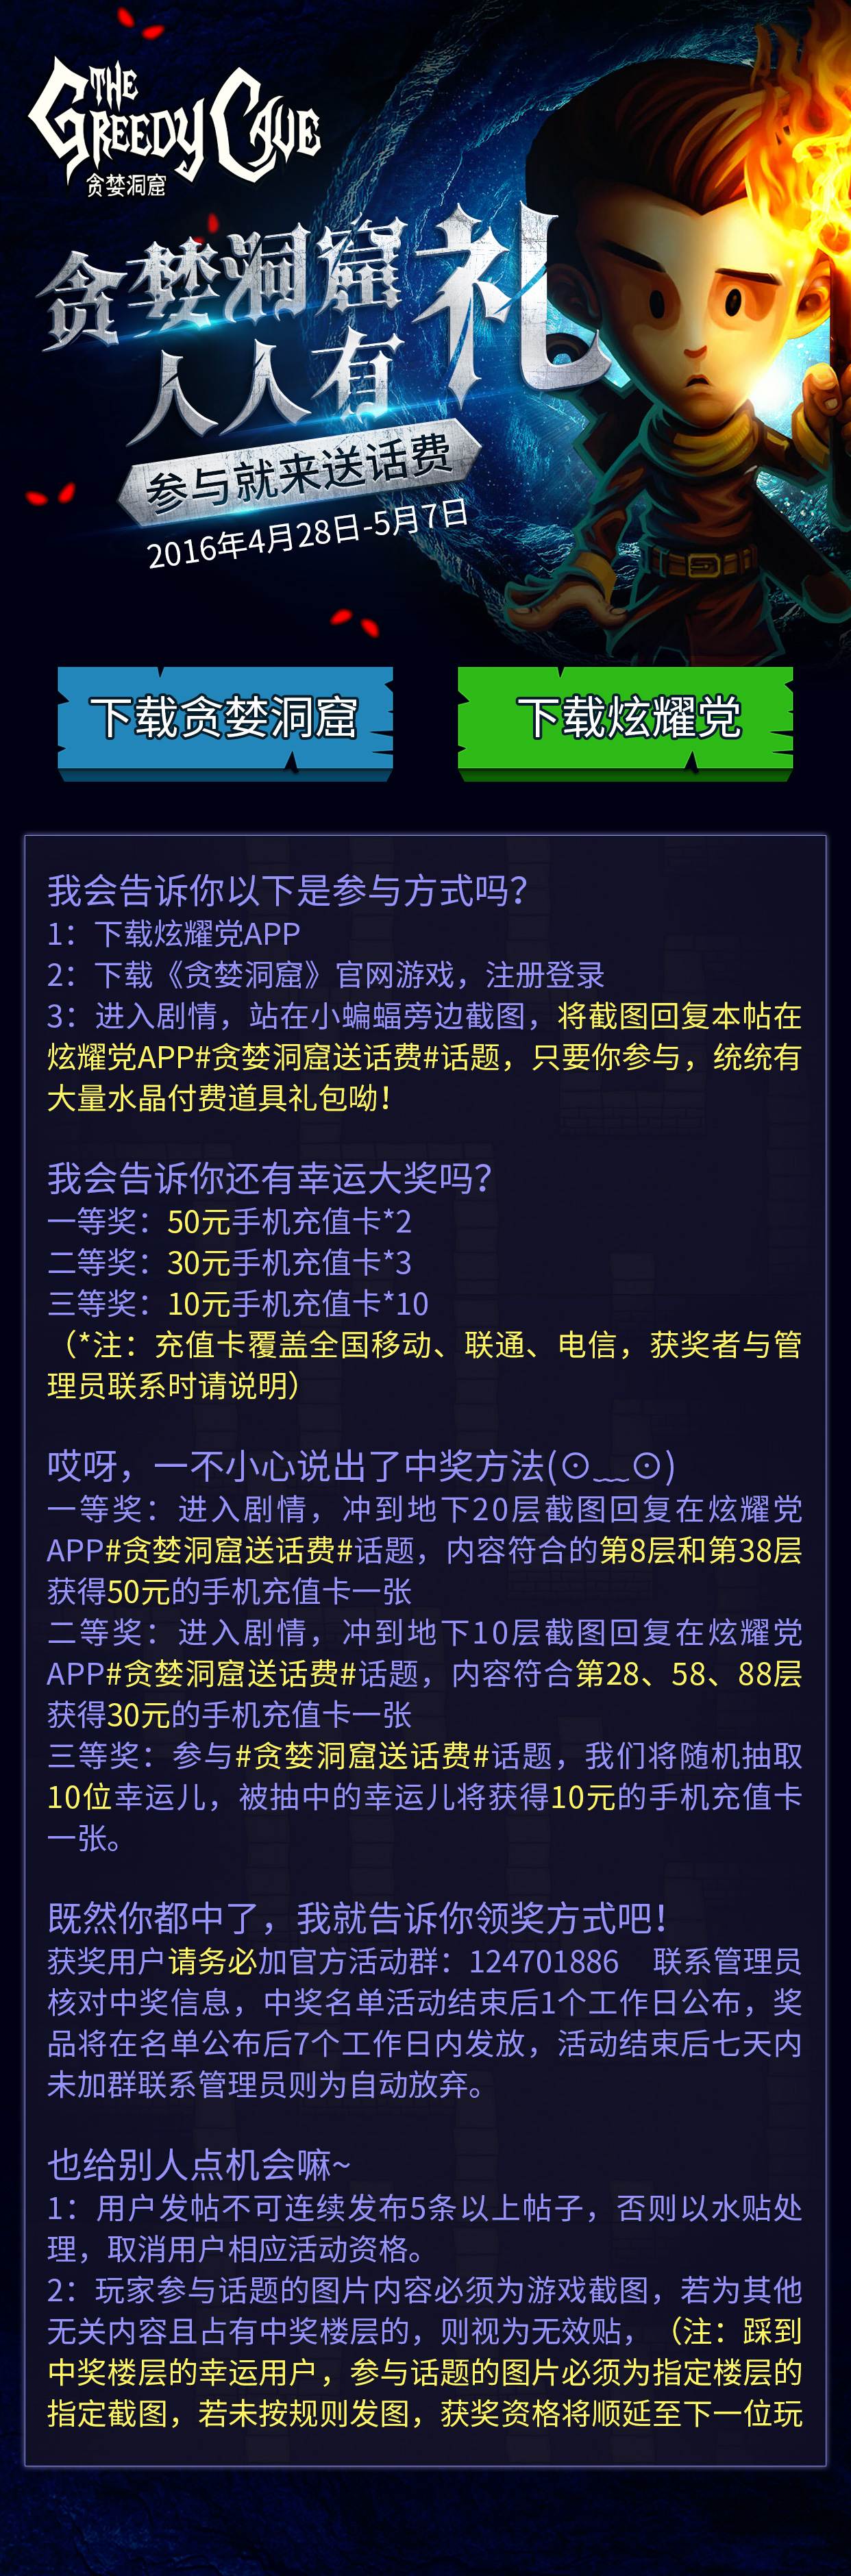 THE
GREEDY CAVE
贪婪洞窟
贪婪洞窟礼
人人有
参与就来送话费
2016年4月28日-5月7日
下载贪婪洞窟
下载炫耀党
我会告诉你以下是参与方式吗？
1：下载炫耀党APP
2：下载《贪婪洞窟》官网游戏，注册登录
3：进入剧情，站在小蝙蝠旁边截图，将截图回复本帖在
炫耀党APP#贪婪洞窟送话费#话题，只要你参与，统统有
大量水晶付费道具礼包呦！
我会告诉你还有幸运大奖吗？
一等奖：50元手机充值卡*2
二等奖：30元手机充值卡*3
三等奖：10元手机充值卡*10
（*注：充值卡覆盖全国移动、联通、电信，获奖者与管
理员联系时请说明）
哎呀，一不小心说出了中奖方法(⊙﹏⊙)
一等奖：进入剧情，冲到地下20层截图回复在炫耀党
APP#贪婪洞窟送话费#话题，内容符合的第8层和第38层
获得50元的手机充值卡一张
二等奖：进入剧情，冲到地下10层截图回复在炫耀党
APP#贪婪洞窟送话费#话题，内容符合第28、58、88层
获得30元的手机充值卡一张
三等奖：参与#贪婪洞窟送话费#话题，我们将随机抽取
10位幸运儿，被抽中的幸运儿将获得10元的手机充值卡
一张。
既然你都中了，我就告诉你领奖方式吧！
获奖用户请务必加官方活动群：124701886 联系管理员
核对中奖信息，中奖名单活动结束后1个工作日公布，奖
品将在名单公布后7个工作日内发放，活动结束后七天内
未加群联系管理员则为自动放弃。
也给别人点机会嘛~
1：用户发帖不可连续发布5条以上帖子，否则以水贴处
理，取消用户相应活动资格。
2：玩家参与话题的图片内容必须为游戏截图，若为其他
无关内容且占有中奖楼层的，则视为无效贴，（注：踩到
中奖楼层的幸运用户，参与话题的图片必须为指定楼层的
指定截图，若未按规则发图，获奖资格将顺延至下一位玩